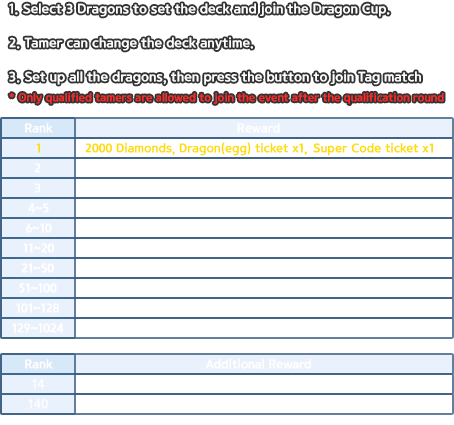 1. Select 3 Dragons to set the deck and join the Dragon Cup.
2. Tamer can change the deck anytime.
3. Set up all the dragons, then press the button to join Tag match
* Only qualified tamers are allowed to join the event after the qualification round
Rank Reward
1 2000 Diamonds, Dragon(egg) ticket x1, Super Code ticket x1
2
3
4~5
6~10
11~20
21~50
51~100
101~128
129~1024
Rank Additional Reward
14
140